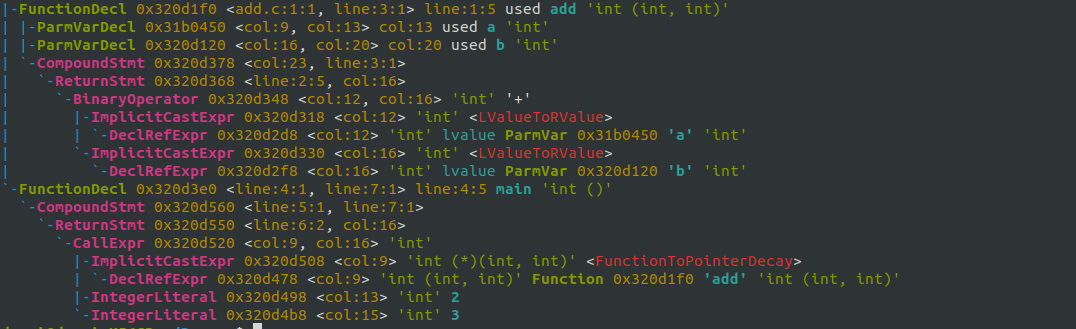 |-FunctionDecl 0x320d1f0 <add.c:1:1, line:3:1> line:1:5 used add 'int (int, int)'
| |-ParmVarDecl 0x31b0450 <col:9, col:13> col:13 used a 'int'
| |-ParmVarDecl 0x320d120 <col:16, col:20> col:20 used b 'int'
| `-CompoundStmt 0x320d378 <col:23, line:3:1>
|   `-ReturnStmt 0x320d368 <line:2:5, col:16>
|     `-BinaryOperator 0x320d348 <col:12, col:16> 'int' '+'
|       |-ImplicitCastExpr 0x320d318 <col:12> 'int' <LValueToRValue>
|       | `-DeclRefExpr 0x320d2d8 <col:12> 'int' lvalue ParmVar 0x31b0450 'a' 'int'
|       `-ImplicitCastExpr 0x320d330 <col:16> 'int' <LValueToRValue>
|         `-DeclRefExpr 0x320d2f8 <col:16> 'int' lvalue ParmVar 0x320d120 'b' 'int'
`-FunctionDecl 0x320d3e0 <line:4:1, line:7:1> line:4:5 main 'int ()'
  `-CompoundStmt 0x320d560 <line:5:1, line:7:1>
    `-ReturnStmt 0x320d550 <line:6:2, col:16>
      `-CallExpr 0x320d520 <col:9, col:16> 'int'
        |-ImplicitCastExpr 0x320d508 <col:9> 'int (*)(int, int)' <FunctionToPointerDecay>
        | `-DeclRefExpr 0x320d478 <col:9> 'int (int, int)' Function 0x320d1f0 'add' 'int (int, int)'
        |-IntegerLiteral 0x320d498 <col:13> 'int' 2
        `-IntegerLiteral 0x320d4b8 <col:15> 'int' 3